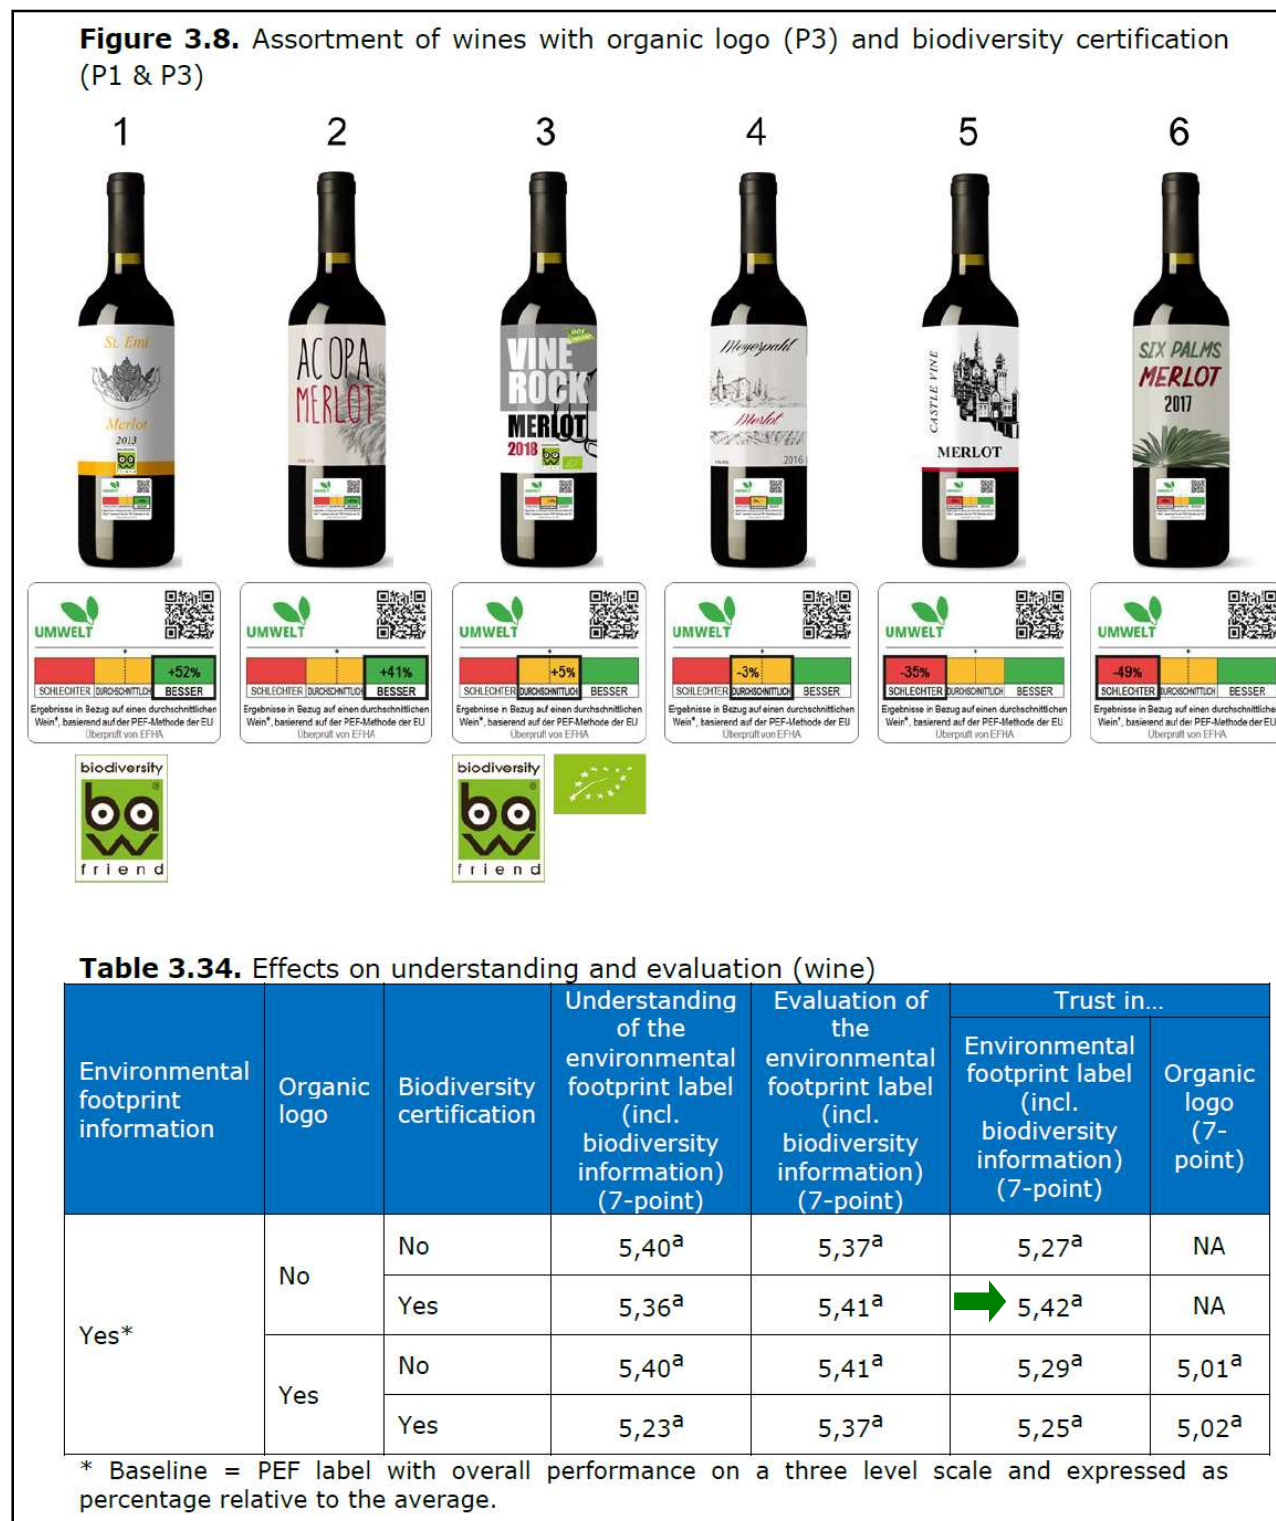 Figure 3.8. Assortment of wines with organic logo (P3) and biodiversity certification
(P1 & P3)
1 2 3 4 5 6
St. Emi
Merlot
2013
biodiversity
friend
ACOPA
MERLOT
VINE
ROCK
MERLOT
2018
biodiversity
Meyerpahl
Merlot
2016
CASTLE VINE
MERLOT
SIX PALMS
MERLOT
2017
UMWELT
+52%
SCHLECHTER DURCHSCHNITTLICH BESSER
Ergebnisse in Bezug auf einen durchschnittlichen
Wein*, basierend auf der PEF-Methode der EU
Überprüft von EFHA
UMWELT
+41%
SCHLECHTER DURCHSCHNITTLICH BESSER
Ergebnisse in Bezug auf einen durchschnittlichen
Wein*, basierend auf der PEF-Methode der EU
Überprüft von EFHA
UMWELT
+5%
SCHLECHTER DURCHSCHNITTLICH BESSER
Ergebnisse in Bezug auf einen durchschnittlichen
Wein*, basierend auf der PEF-Methode der EU
Überprüft von EFHA
UMWELT
-3%
SCHLECHTER DURCHSCHNITTLICH BESSER
Ergebnisse in Bezug auf einen durchschnittlichen
Wein*, basierend auf der PEF-Methode der EU
Überprüft von EFHA
UMWELT
-35%
SCHLECHTER DURCHSCHNITTLICH BESSER
Ergebnisse in Bezug auf einen durchschnittlichen
Wein*, basierend auf der PEF-Methode der EU
Überprüft von EFHA
UMWELT
-49%
SCHLECHTER DURCHSCHNITTLICH BESSER
Ergebnisse in Bezug auf einen durchschnittlichen
Wein*, basierend auf der PEF-Methode der EU
Überprüft von EFHA
biodiversity
baw ®
friend
biodiversity
baw ®
friend
Table 3.34. Effects on understanding and evaluation (wine)
Environmental
footprint
information
Organic
logo
Biodiversity
certification
Understanding
of the
environmental
footprint label
(incl.
biodiversity
information)
(7-point)
Evaluation of
the
environmental
footprint label
(incl.
biodiversity
information)
(7-point)
Trust in…
Environmental
footprint label
(incl.
biodiversity
information)
(7-point)
Organic
logo
(7-
point)
Yes*
No
No 5,40a 5,37a 5,27a NA
Yes 5,36a 5,41a 5,42a NA
Yes
No 5,40a 5,41a 5,29a 5,01a
Yes 5,23a 5,37a 5,25a 5,02a
* Baseline = PEF label with overall performance on a three level scale and expressed as
percentage relative to the average.